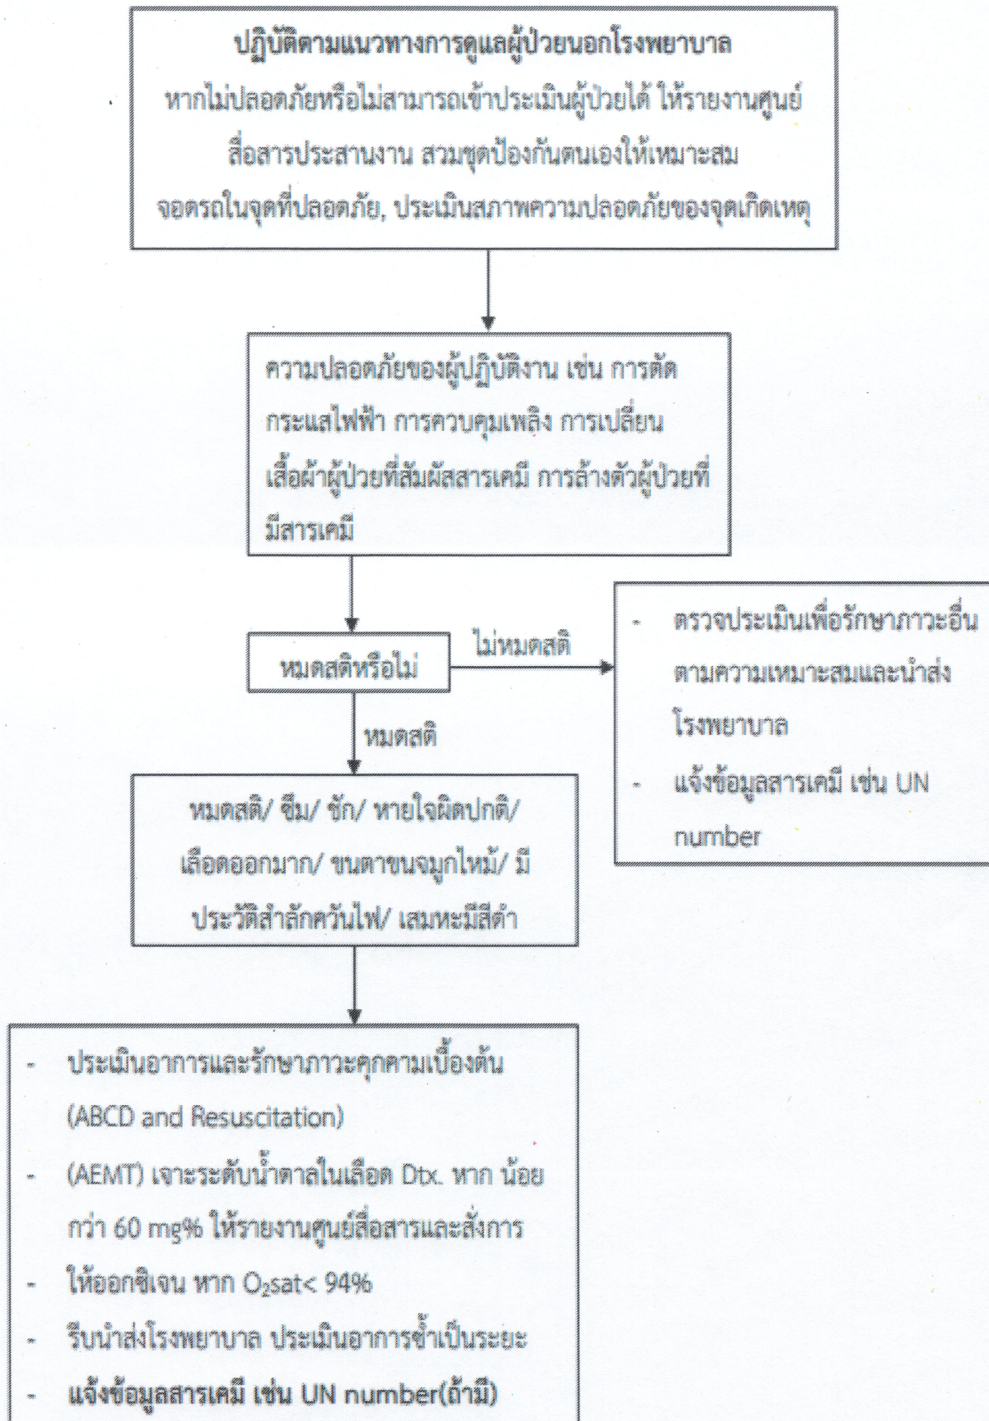 ปฏิบัติตามแนวทางการดูแลผู้ป่วยนอกโรงพยาบาล
หากไม่ปลอดภัยหรือไม่สามารถเข้าประเมินผู้ป่วยได้ ให้รายงานศูนย์
สื่อสารประสานงาน สวมชุดป้องกันตนเองให้เหมาะสม
จอดรถในจุดที่ปลอดภัย, ประเมินสภาพความปลอดภัยของจุดเกิดเหตุ
ความปลอดภัยของผู้ปฏิบัติงาน เช่น การตัด
กระแสไฟฟ้า การควบคุมเพลิง การเปลี่ยน
เสื้อผ้าผู้ป่วยที่สัมผัสสารเคมี การล้างตัวผู้ป่วยที่
มีสารเคมี
หมดสติหรือไม่
ไม่หมดสติ
- ตรวจประเมินเพื่อรักษาภาวะอื่น
ตามความเหมาะสมและนำส่ง
โรงพยาบาล
- แจ้งข้อมูลสารเคมี เช่น UN
number
หมดสติ
หมดสติ/ ซึม/ ชัก/ หายใจผิดปกติ/
เลือดออกมาก/ ขนตาขนจมูกไหม้/ มี
ประวัติสำลักควันไฟ/ เสมหะมีสีดำ
- ประเมินอาการและรักษาภาวะคุกคามเบื้องต้น
(ABCD and Resuscitation)
- (AEMT) เจาะระดับน้ำตาลในเลือด Dtx. หาก น้อย
กว่า 60 mg% ให้รายงานศูนย์สื่อสารและสั่งการ
- ให้ออกซิเจน หาก O₂sat< 94%
- รีบนำส่งโรงพยาบาล ประเมินอาการซ้ำเป็นระยะ
- แจ้งข้อมูลสารเคมี เช่น UN number(ถ้ามี)